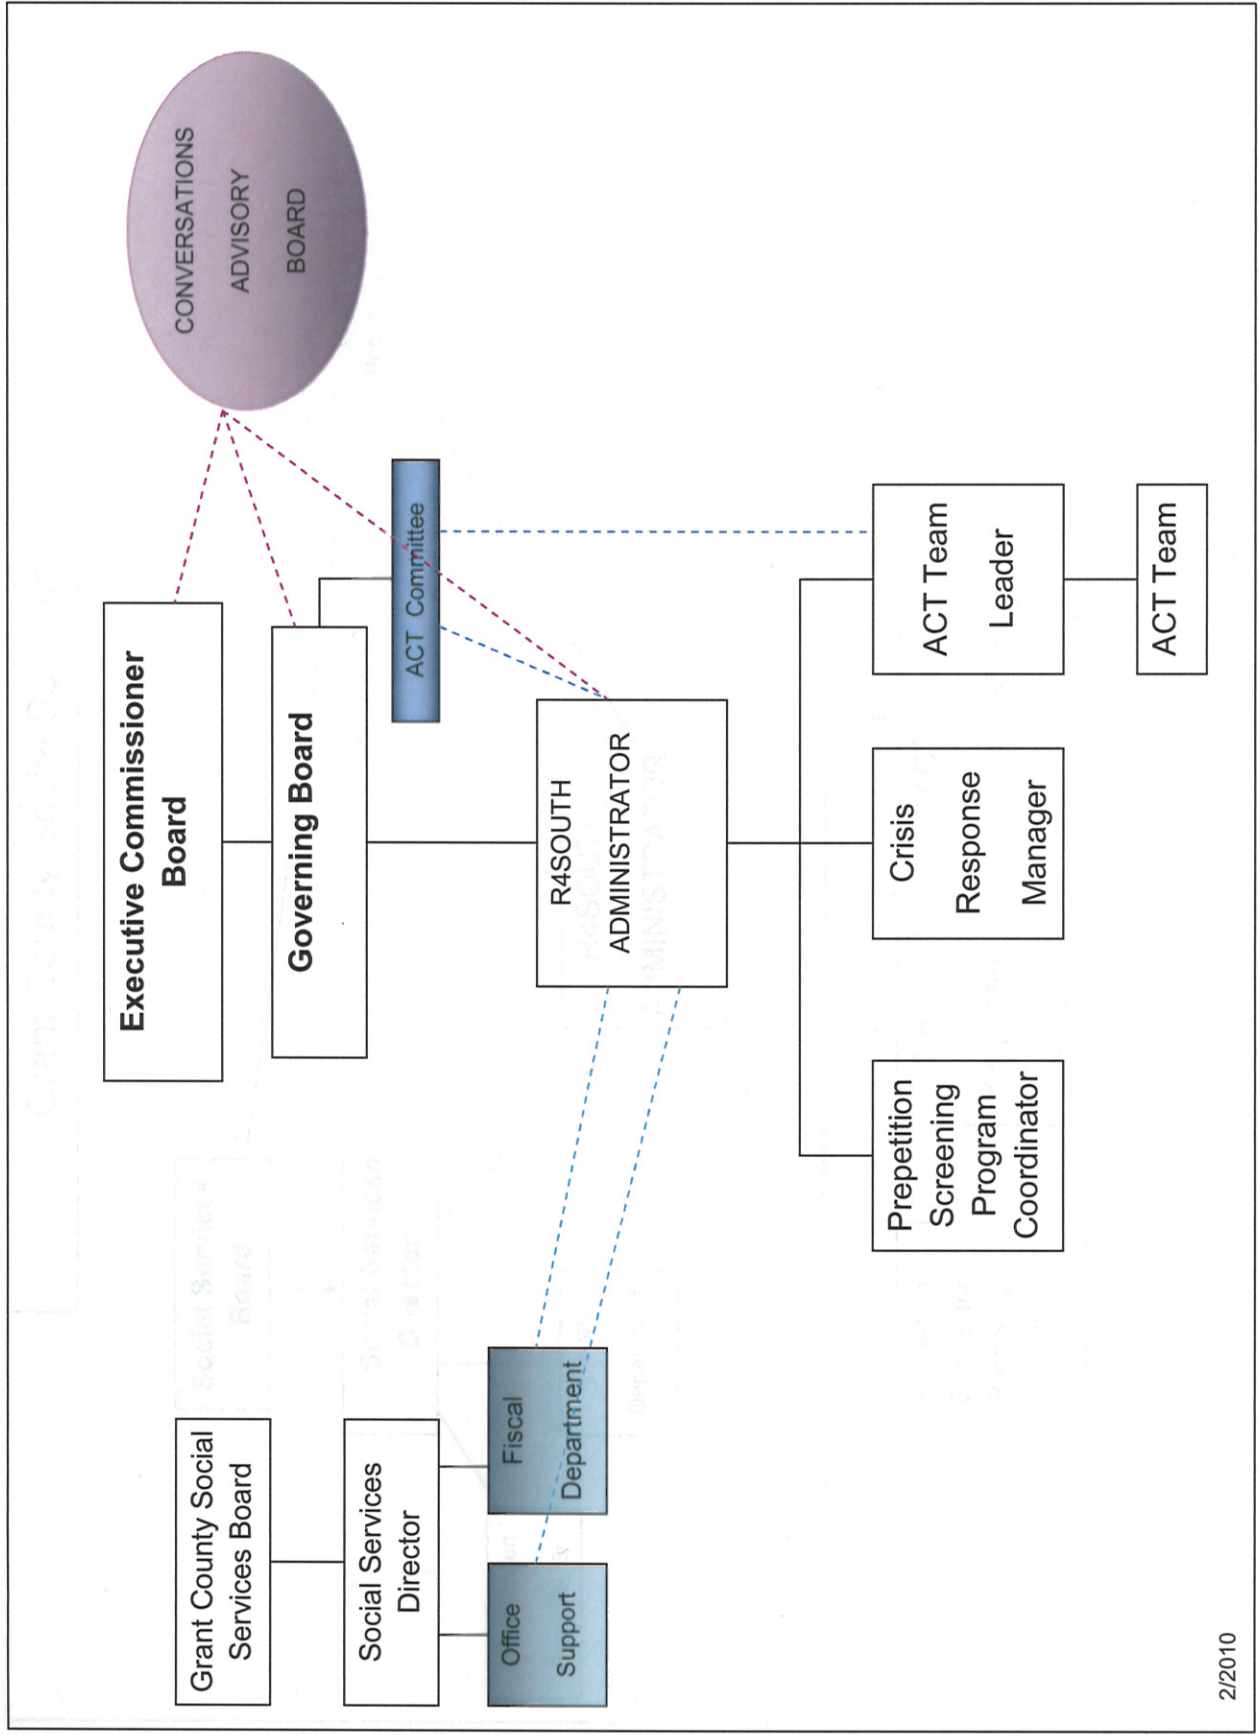 Executive Commissioner
Board
CONVERSATIONS
ADVISORY
BOARD
Grant County Social
Services Board
Governing Board
Social Services
Director
ACT Committee
Office
Support
Fiscal
Department
R4SOUTH
ADMINISTRATOR
Prepetition
Screening
Program
Coordinator
Crisis
Response
Manager
ACT Team
Leader
ACT Team
2/2010